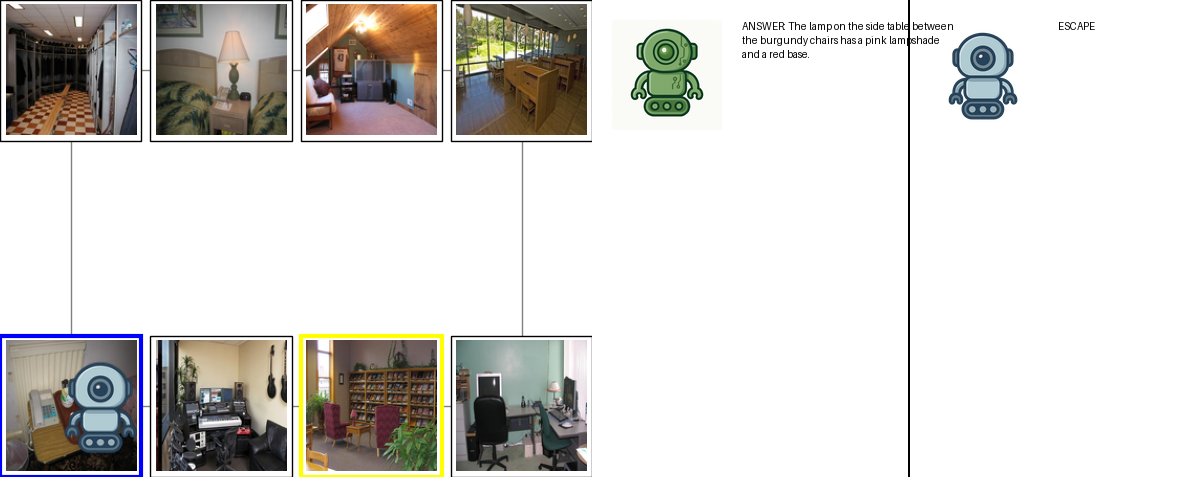 ANSWER: The lamp on the side table between
the burgundy chairs has a pink lampshade
and a red base.
ESCAPE